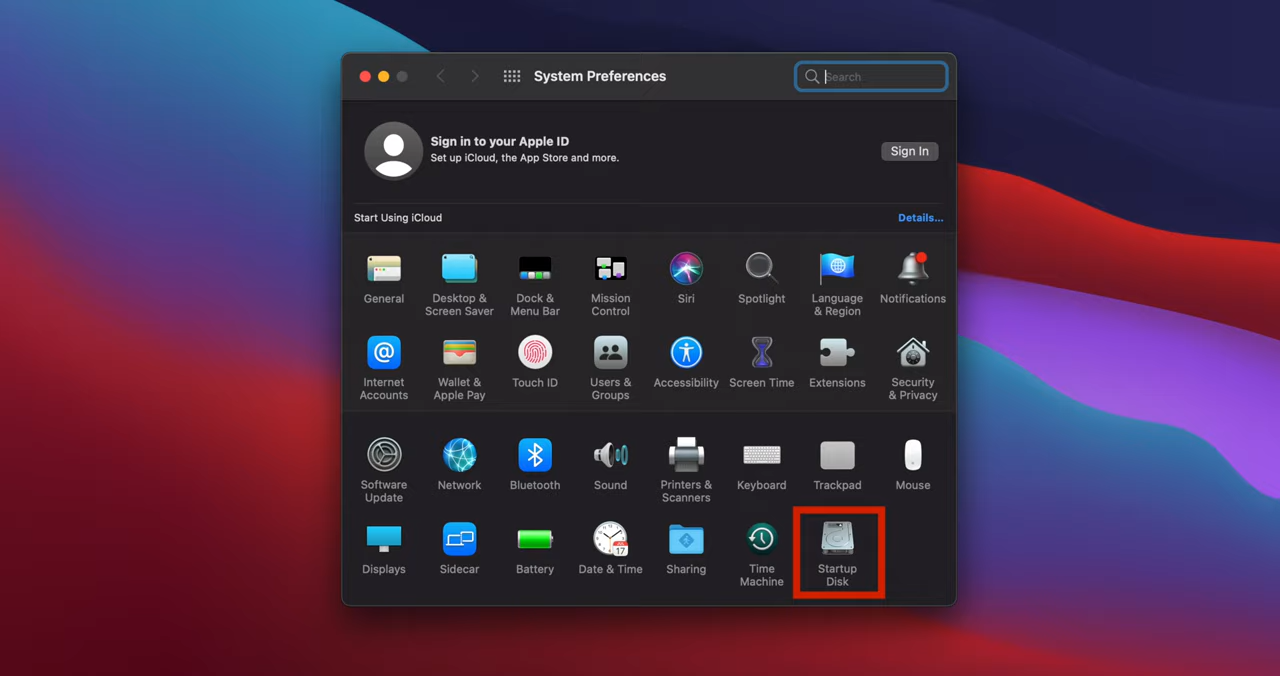 System Preferences
Search
Sign in to your Apple ID
Set up iCloud, the App Store and more.
Sign In
Start Using iCloud
Details...
General
Desktop &
Screen Saver
Dock &
Menu Bar
Mission
Control
Siri
Spotlight
Language
& Region
Notifications
Internet
Accounts
Wallet &
Apple Pay
Touch ID
Users &
Groups
Accessibility
Screen Time
Extensions
Security
& Privacy
Software
Update
Network
Bluetooth
Sound
Printers &
Scanners
Keyboard
Trackpad
Mouse
Displays
Sidecar
Battery
JUL
17
Date & Time
Sharing
Time
Machine
Startup
Disk